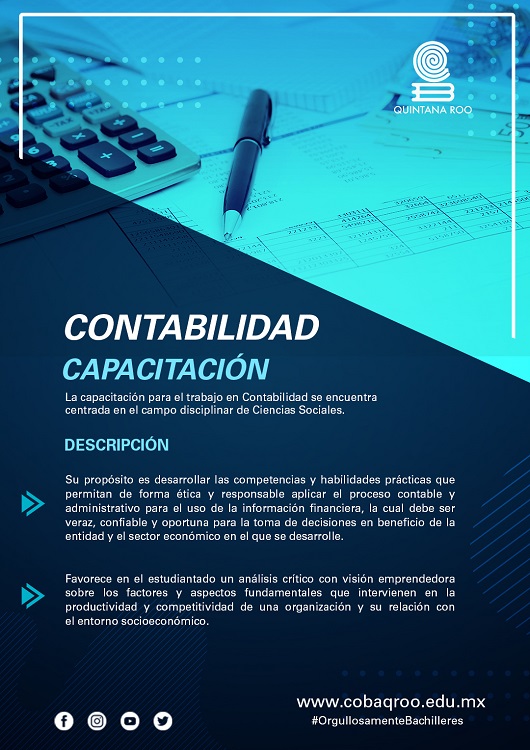 QUINTANA ROO
CONTABILIDAD
CAPACITACIÓN
La capacitación para el trabajo en Contabilidad se encuentra
centrada en el campo disciplinar de Ciencias Sociales.
DESCRIPCIÓN
Su propósito es desarrollar las competencias y habilidades prácticas que
permitan de forma ética y responsable aplicar el proceso contable y
administrativo para el uso de la información financiera, la cual debe ser
veraz, confiable y oportuna para la toma de decisiones en beneficio de la
entidad y el sector económico en el que se desarrolle.
Favorece en el estudiantado un análisis crítico con visión emprendedora
sobre los factores y aspectos fundamentales que intervienen en la
productividad y competitividad de una organización y su relación con
el entorno socioeconómico.
www.cobaqroo.edu.mx
#OrgullosamenteBachilleres